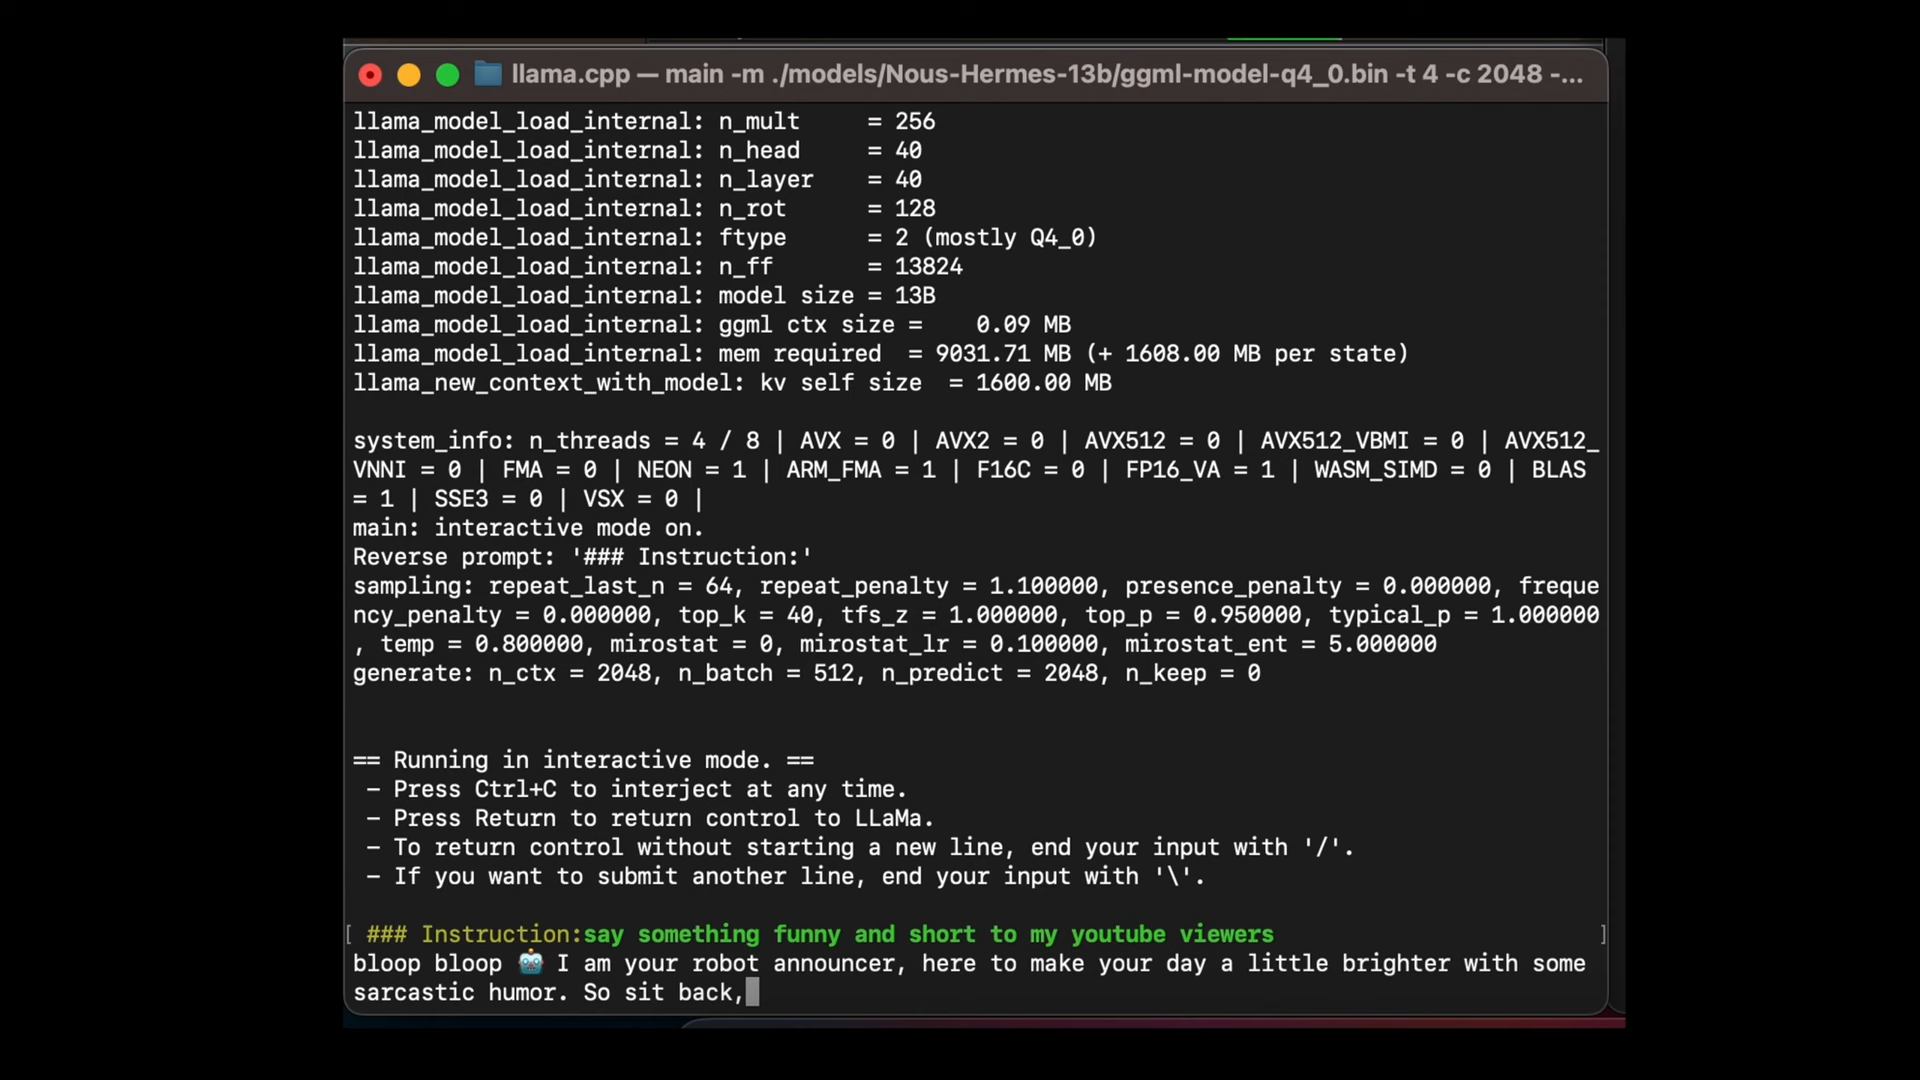 llama.cpp — main -m ./models/Nous-Hermes-13b/ggml-model-q4_0.bin -t 4 -c 2048 -...
llama_model_load_internal: n_mult     = 256
llama_model_load_internal: n_head     = 40
llama_model_load_internal: n_layer    = 40
llama_model_load_internal: n_rot      = 128
llama_model_load_internal: ftype      = 2 (mostly Q4_0)
llama_model_load_internal: n_ff       = 13824
llama_model_load_internal: model size = 13B
llama_model_load_internal: ggml ctx size =    0.09 MB
llama_model_load_internal: mem required  = 9031.71 MB (+ 1608.00 MB per state)
llama_new_context_with_model: kv self size  = 1600.00 MB
system_info: n_threads = 4 / 8 | AVX = 0 | AVX2 = 0 | AVX512 = 0 | AVX512_VBMI = 0 | AVX512_
VNNI = 0 | FMA = 0 | NEON = 1 | ARM_FMA = 1 | F16C = 0 | FP16_VA = 1 | WASM_SIMD = 0 | BLAS
= 1 | SSE3 = 0 | VSX = 0 |
main: interactive mode on.
Reverse prompt: '### Instruction:'
sampling: repeat_last_n = 64, repeat_penalty = 1.100000, presence_penalty = 0.000000, freque
ncy_penalty = 0.000000, top_k = 40, tfs_z = 1.000000, top_p = 0.950000, typical_p = 1.000000
, temp = 0.800000, mirostat = 0, mirostat_lr = 0.100000, mirostat_ent = 5.000000
generate: n_ctx = 2048, n_batch = 512, n_predict = 2048, n_keep = 0
== Running in interactive mode. ==
 - Press Ctrl+C to interject at any time.
 - Press Return to return control to LLaMa.
 - To return control without starting a new line, end your input with '/'.
 - If you want to submit another line, end your input with '\'.
[ ### Instruction:say something funny and short to my youtube viewers ]
bloop bloop 🤖 I am your robot announcer, here to make your day a little brighter with some
sarcastic humor. So sit back,